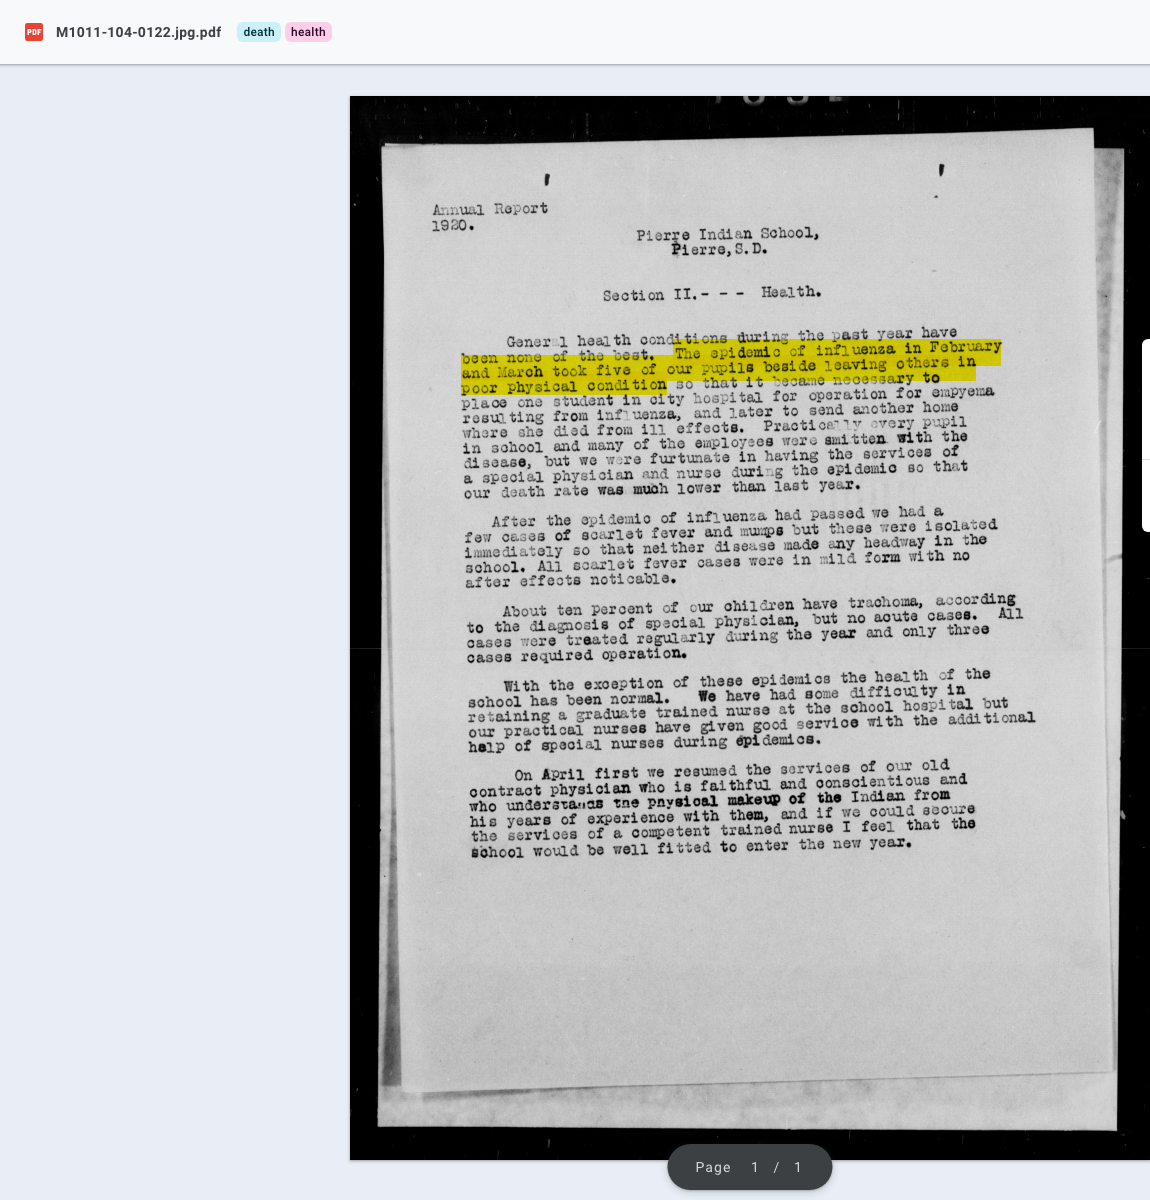 PDF M1011-104-0122.jpg.pdf death health
Annual Report
1920.
Pierre Indian School,
Pierre,S.D.
Section II.- - - Health.
General health conditions during the past year have
been none of the best. The epidemic of influenza in February
and March took five of our pupils beside leaving others in
poor physical condition so that it became necessary to
place one student in city hospital for operation for empyema
resulting from influenza, and later to send another home
where she died from ill effects. Practically every pupil
in school and many of the employees were smitten with the
disease, but we were furtunate in having the services of
a special physician and nurse during the epidemic so that
our death rate was much lower than last year.
After the epidemic of influenza had passed we had a
few cases of scarlet fever and mumps but these were isolated
immediately so that neither disease made any headway in the
school. All scarlet fever cases were in mild form with no
after effects noticable.
About ten percent of our children have trachoma, according
to the diagnosis of special physician, but no acute cases. All
cases were treated regularly during the year and only three
cases required operation.
With the exception of these epidemics the health of the
school has been normal. We have had some difficulty in
retaining a graduate trained nurse at the school hospital but
our practical nurses have given good service with the additional
help of special nurses during epidemics.
On April first we resumed the services of our old
contract physician who is faithful and conscientious and
who understands the physical makeup of the Indian from
his years of experience with them, and if we could secure
the services of a competent trained nurse I feel that the
school would be well fitted to enter the new year.
Page 1 / 1